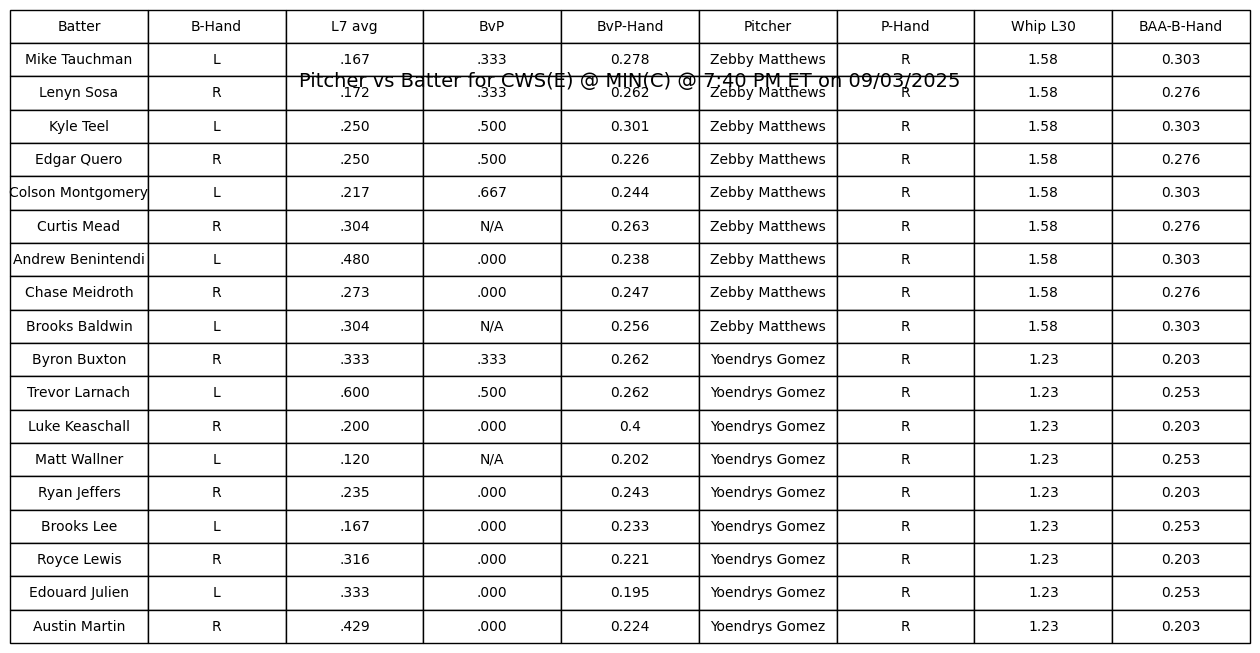 Batter B-Hand L7 avg BvP BvP-Hand Pitcher P-Hand Whip L30 BAA-B-Hand
Mike Tauchman L .167 .333 0.278 Zebby Matthews R 1.58 0.303
Pitcher vs Batter for CWS(E) @ MIN(C) @ 7:40 PM ET on 09/03/2025
Lenyn Sosa R .172 .333 0.262 Zebby Matthews R 1.58 0.276
Kyle Teel L .250 .500 0.301 Zebby Matthews R 1.58 0.303
Edgar Quero R .250 .500 0.226 Zebby Matthews R 1.58 0.276
Colson Montgomery L .217 .667 0.244 Zebby Matthews R 1.58 0.303
Curtis Mead R .304 N/A 0.263 Zebby Matthews R 1.58 0.276
Andrew Benintendi L .480 .000 0.238 Zebby Matthews R 1.58 0.303
Chase Meidroth R .273 .000 0.247 Zebby Matthews R 1.58 0.276
Brooks Baldwin L .304 N/A 0.256 Zebby Matthews R 1.58 0.303
Byron Buxton R .333 .333 0.262 Yoendrys Gomez R 1.23 0.203
Trevor Larnach L .600 .500 0.262 Yoendrys Gomez R 1.23 0.253
Luke Keaschall R .200 .000 0.4 Yoendrys Gomez R 1.23 0.203
Matt Wallner L .120 N/A 0.202 Yoendrys Gomez R 1.23 0.253
Ryan Jeffers R .235 .000 0.243 Yoendrys Gomez R 1.23 0.203
Brooks Lee L .167 .000 0.233 Yoendrys Gomez R 1.23 0.253
Royce Lewis R .316 .000 0.221 Yoendrys Gomez R 1.23 0.203
Edouard Julien L .333 .000 0.195 Yoendrys Gomez R 1.23 0.253
Austin Martin R .429 .000 0.224 Yoendrys Gomez R 1.23 0.203